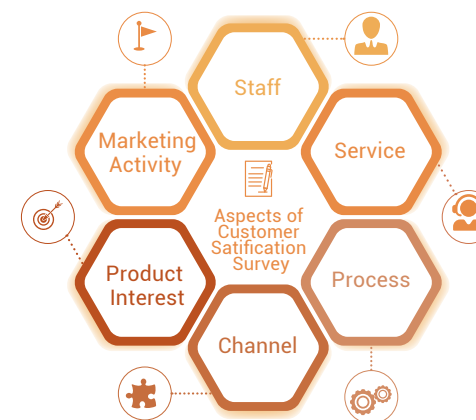 Staff
Marketing
Activity
Service
Aspects of
Customer
Satification
Survey
Product
Interest
Process
Channel